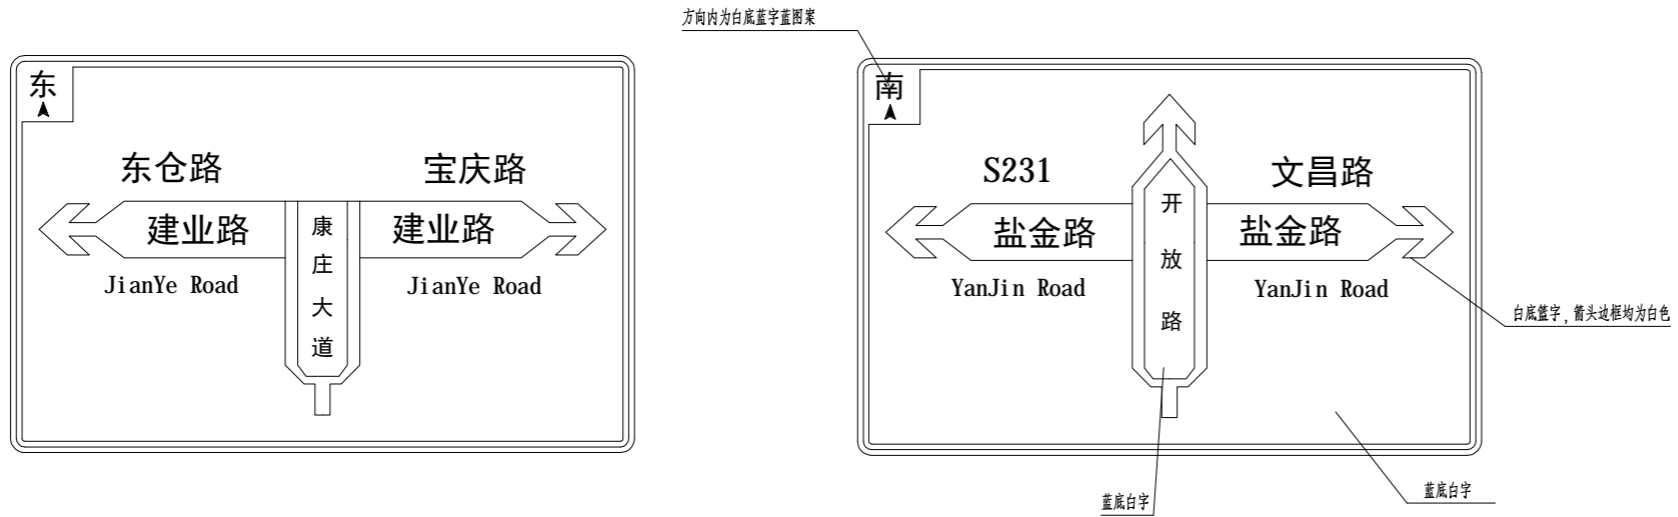 方向内为白底蓝字蓝图案
东
东仓路
宝庆路
建业路
康庄大道
建业路
JianYe Road
JianYe Road
南
S231
文昌路
盐金路
开放路
盐金路
YanJin Road
YanJin Road
白底篮字，箭头边框均为白色
蓝底白字
蓝底白字